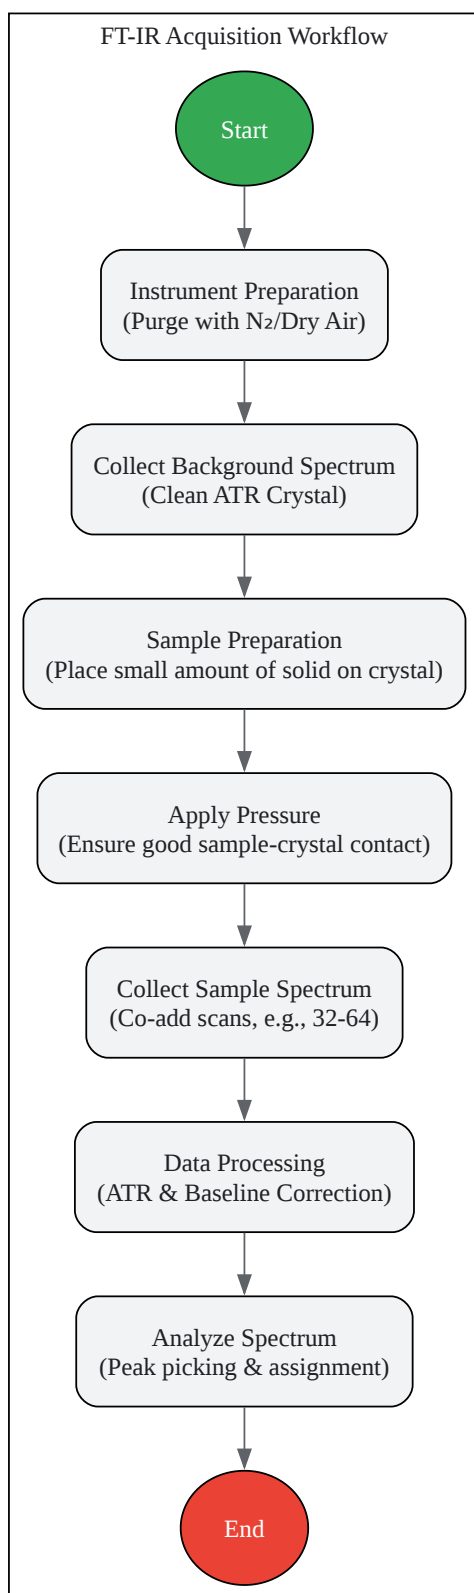 FT-IR Acquisition Workflow
Start
Instrument Preparation
(Purge with N₂/Dry Air)
Collect Background Spectrum
(Clean ATR Crystal)
Sample Preparation
(Place small amount of solid on crystal)
Apply Pressure
(Ensure good sample-crystal contact)
Collect Sample Spectrum
(Co-add scans, e.g., 32-64)
Data Processing
(ATR & Baseline Correction)
Analyze Spectrum
(Peak picking & assignment)
End